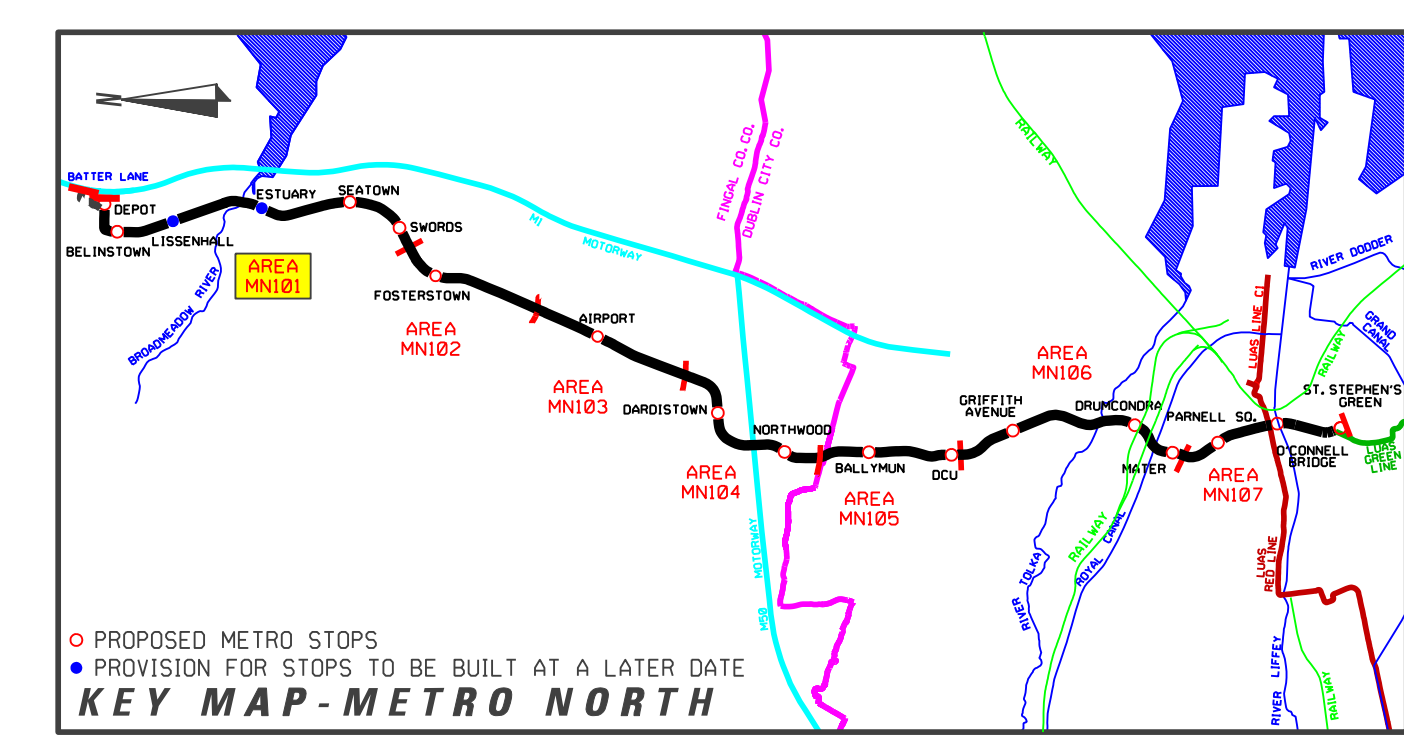 N
BATTER LANE
DEPOT
BELINSTOWN
LISSENHALL
ESTUARY
SEATOWN
SWORDS
AREA
MN101
BROADMEADOW RIVER
FOSTERSTOWN
AREA
MN102
M1
MOTORWAY
AIRPORT
AREA
MN103
FINGAL CO. CO.
DUBLIN CITY CO.
DARDISTOWN
NORTHWOOD
AREA
MN104
MOTORWAY
M50
BALLYMUN
AREA
MN105
DCU
GRIFFITH
AVENUE
AREA
MN106
RAILWAY
DRUMCONDRA
MATER
PARNELL SQ.
AREA
MN107
RIVER TOLKA
RAILWAY
ROYAL CANAL
LUAS LINE C1
RIVER DODDER
GRAND
CANAL
RAILWAY
ST. STEPHEN'S
GREEN
O'CONNELL
BRIDGE
LUAS
GREEN
LINE
LUAS
RED LINE
RIVER LIFFEY
RAILWAY
PROPOSED METRO STOPS
PROVISION FOR STOPS TO BE BUILT AT A LATER DATE
KEY MAP-METRO NORTH